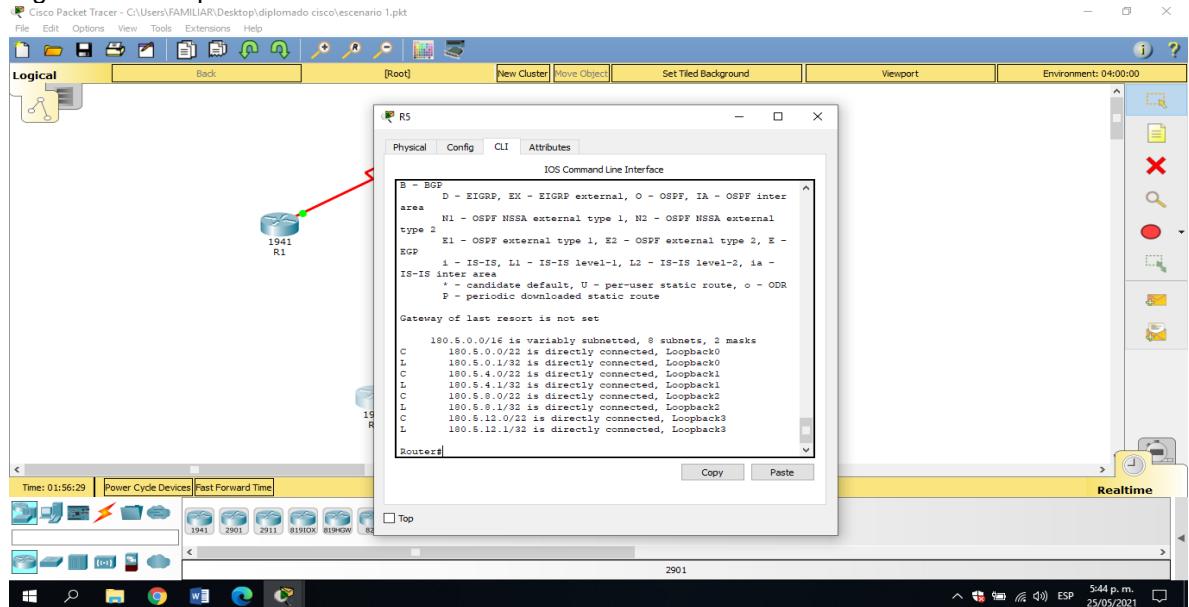 Cisco Packet Tracer - C:\Users\FAMILIAR\Desktop\diplomado cisco\escenario 1.pkt
File Edit Options View Tools Extensions Help
Logical Back [Root] New Cluster Move Object Set Tiled Background Viewport Environment: 04:00:00
R5
Physical Config CLI Attributes
IOS Command Line Interface
B - BGP
D - EIGRP, EX - EIGRP external, O - OSPF, IA - OSPF inter
area
N1 - OSPF NSSA external type 1, N2 - OSPF NSSA external
type 2
E1 - OSPF external type 1, E2 - OSPF external type 2, E -
EGP
i - IS-IS, L1 - IS-IS level-1, L2 - IS-IS level-2, ia -
IS-IS inter area
* - candidate default, U - per-user static route, o - ODR
P - periodic downloaded static route
Gateway of last resort is not set
180.5.0.0/16 is variably subnetted, 8 subnets, 2 masks
C 180.5.0.0/22 is directly connected, Loopback0
L 180.5.0.1/32 is directly connected, Loopback0
C 180.5.4.0/22 is directly connected, Loopback1
L 180.5.4.1/32 is directly connected, Loopback1
C 180.5.8.0/22 is directly connected, Loopback2
L 180.5.8.1/32 is directly connected, Loopback2
C 180.5.12.0/22 is directly connected, Loopback3
L 180.5.12.1/32 is directly connected, Loopback3
Router#
Copy Paste
Top
1941
R1
19
R
Time: 01:56:29 Power Cycle Devices Fast Forward Time Realtime
1941 2901 2911 819IOX 819HGW 82
2901
ESP
5:44 p. m.
25/05/2021